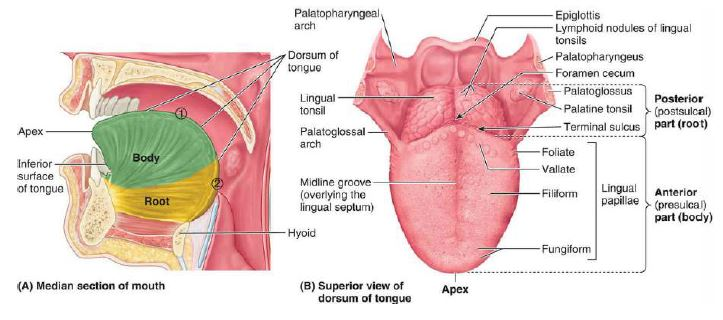 Palatopharyngeal
arch
Epiglottis
Lymphoid nodules of lingual
tonsils
Palatopharyngeus
Foramen cecum
Dorsum of
tongue
Palatoglossus
Palatine tonsil
Terminal sulcus
Posterior
(postsulcal)
part (root)
Lingual
tonsil
Palatoglossal
arch
Apex
Inferior
surface
of tongue
1
Body
2
Root
Hyoid
Midline groove
(overlying the
lingual septum)
Foliate
Vallate
Filiform
Fungiform
Lingual
papillae
Anterior
(presulcal)
part (body)
(A) Median section of mouth
(B) Superior view of
dorsum of tongue
Apex